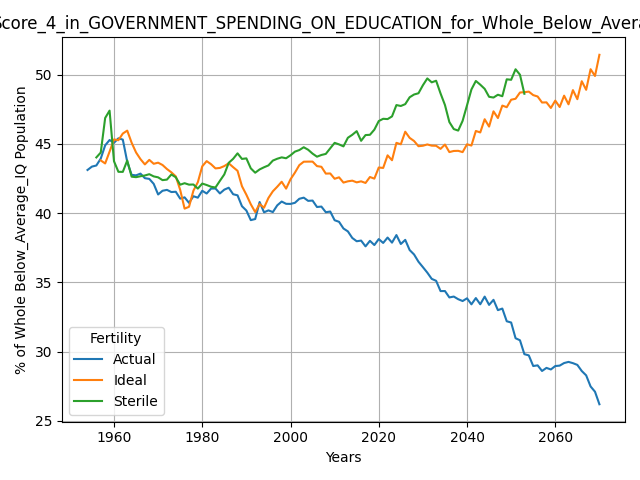 Score_4_in_GOVERNMENT_SPENDING_ON_EDUCATION_for_Whole_Below_Avera
% of Whole Below_Average_IQ Population
50
45
40
35
30
25
Fertility
Actual
Ideal
Sterile
1960 1980 2000 2020 2040 2060
Years